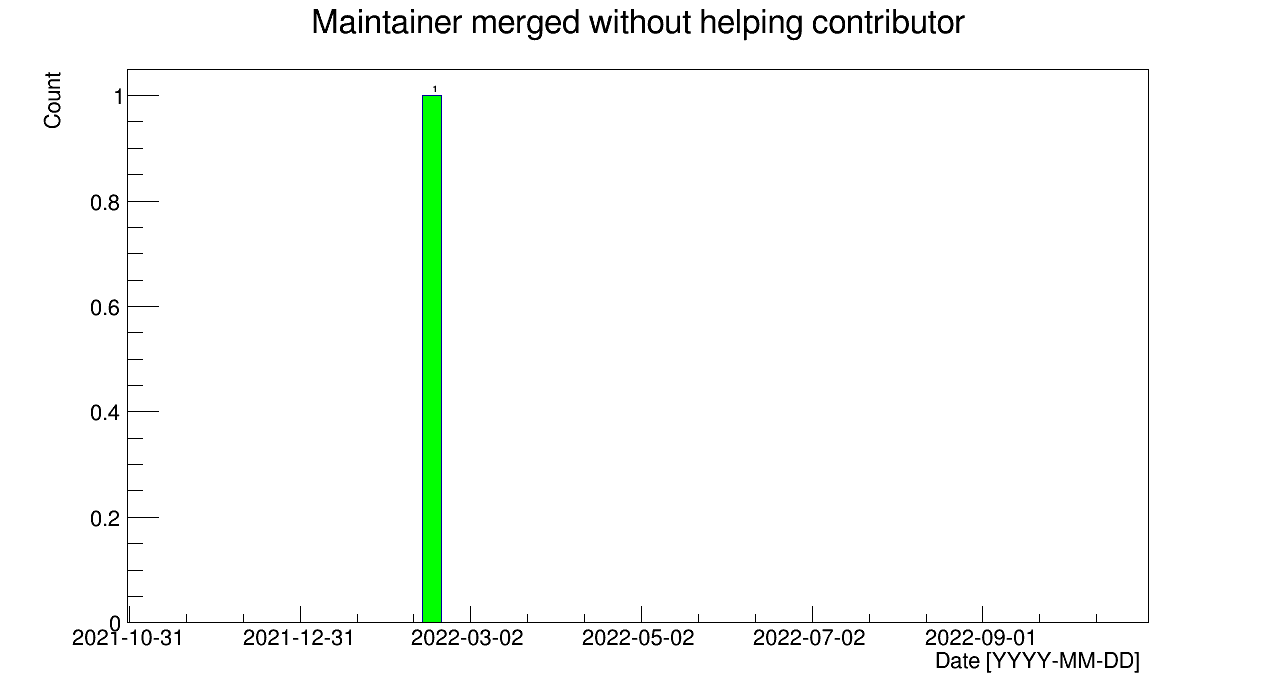 Maintainer merged without helping contributor
Count
1
1
0.8
0.6
0.4
0.2
0
2021-10-31 2021-12-31 2022-03-02 2022-05-02 2022-07-02 2022-09-01
Date [YYYY-MM-DD]